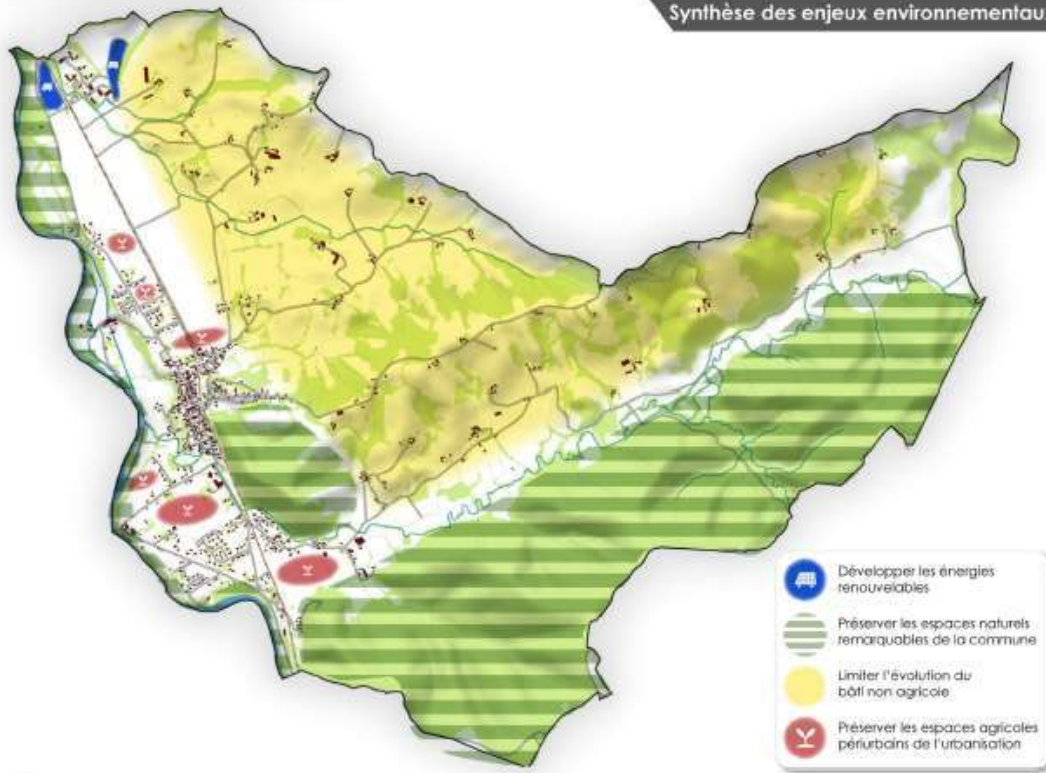 Synthèse des enjeux environnementau
Développer les énergies
renouvelables
Préserver les espaces naturels
remarquables de la commune
Limiter l'évolution du
bâti non agricole
Préserver les espaces agricoles
périurbains de l'urbanisation